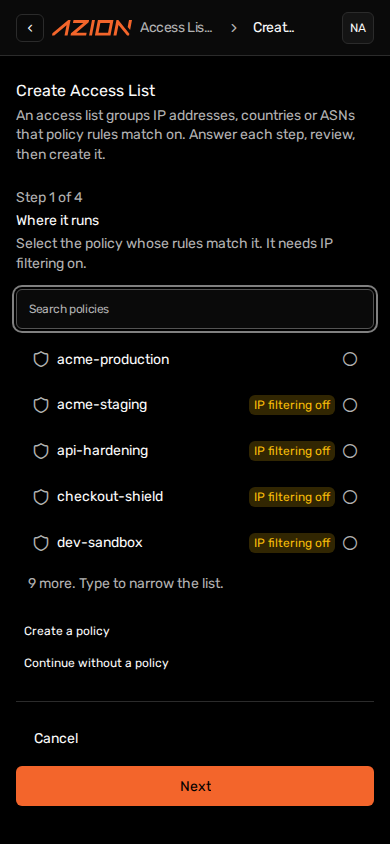 AZION
Access Lis...
Creat...
NA
Create Access List
An access list groups IP addresses, countries or ASNs
that policy rules match on. Answer each step, review,
then create it.
Step 1 of 4
Where it runs
Select the policy whose rules match it. It needs IP
filtering on.
Search policies
acme-production
acme-staging IP filtering off
api-hardening IP filtering off
checkout-shield IP filtering off
dev-sandbox IP filtering off
9 more. Type to narrow the list.
Create a policy
Continue without a policy
Cancel
Next